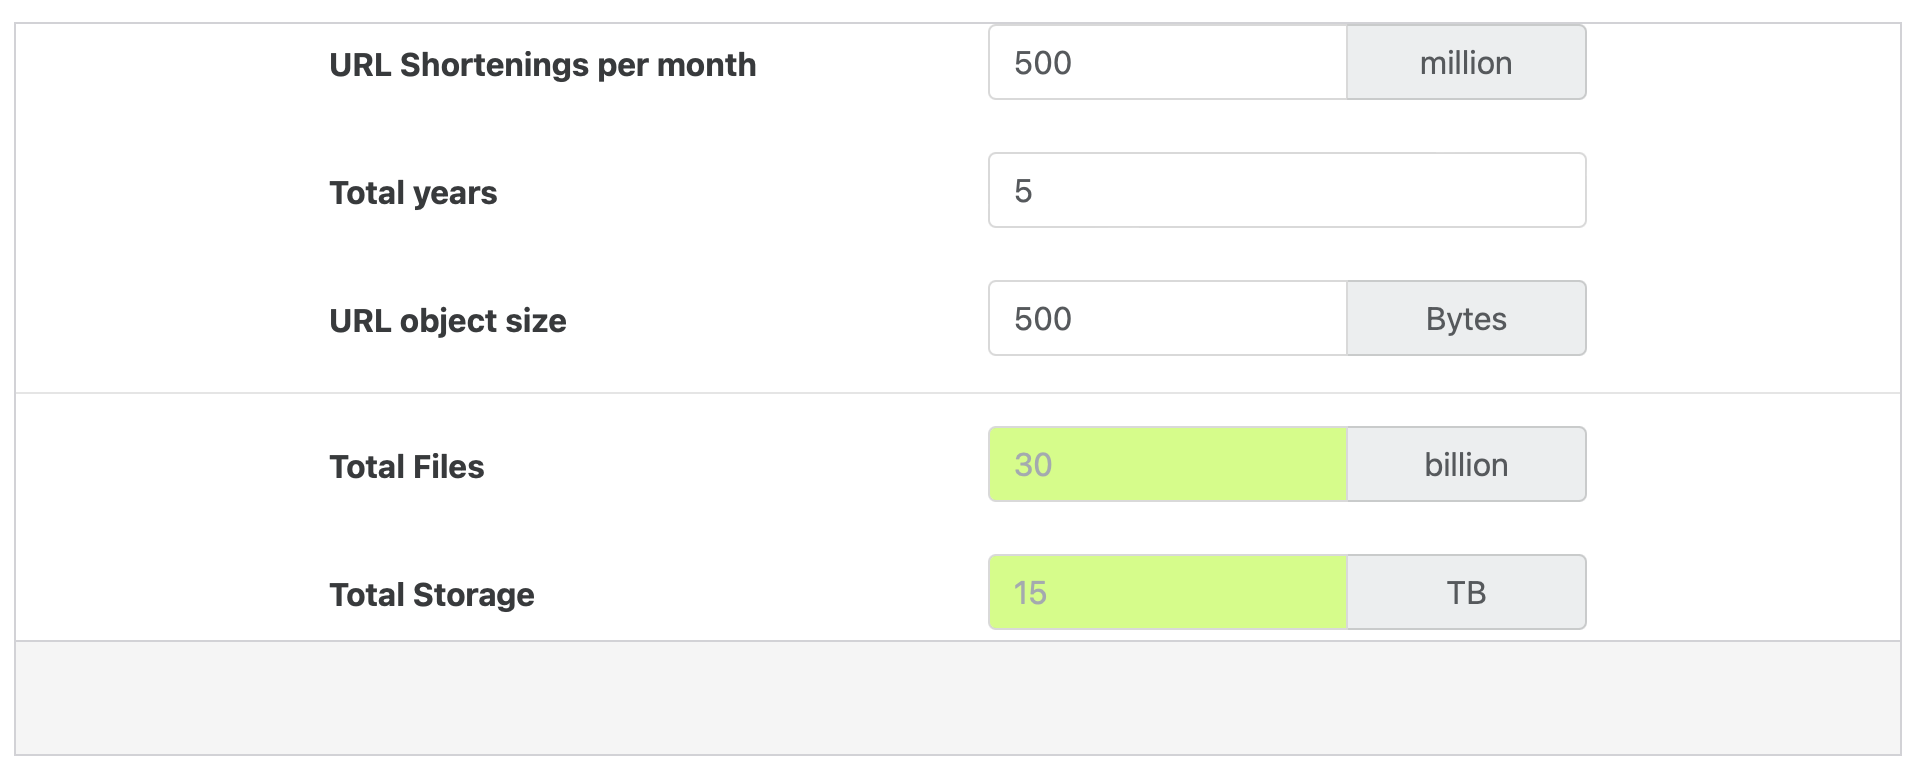 URL Shortenings per month 500 million
Total years 5
URL object size 500 Bytes
Total Files 30 billion
Total Storage 15 TB